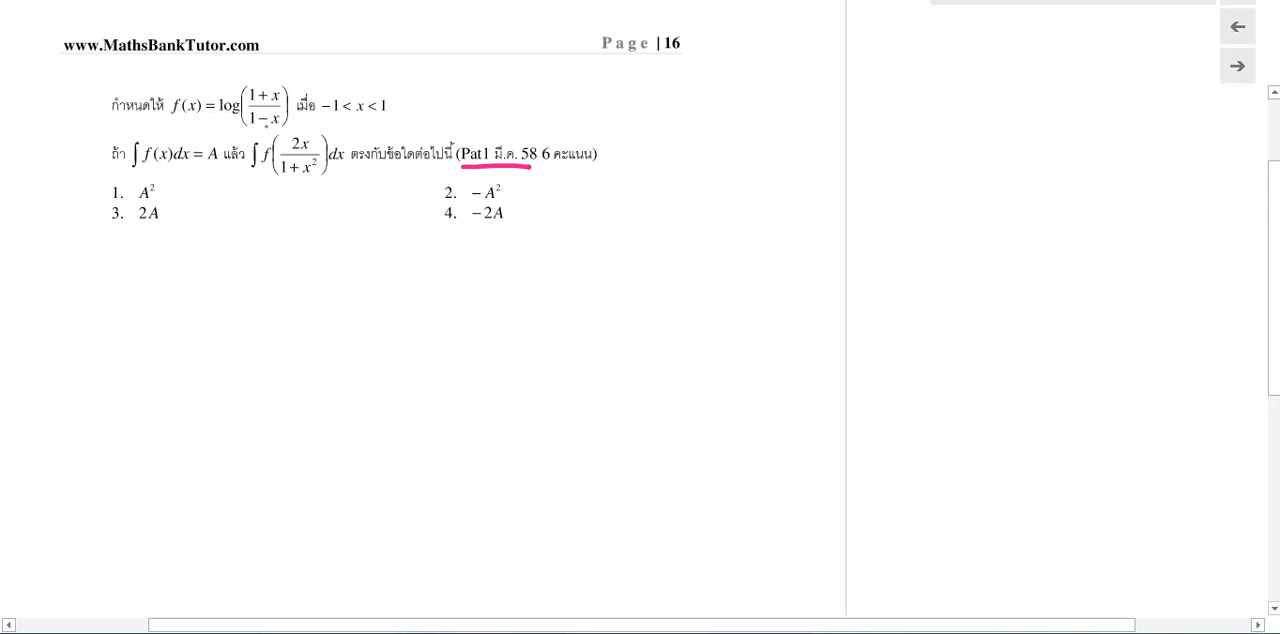 www.MathsBankTutor.com Page | 16
กำหนดให้ f(x) = log((1+x)/(1−x)) เมื่อ −1 < x < 1
ถ้า ∫ f(x)dx = A แล้ว ∫ f(2x/(1+x²))dx ตรงกับข้อใดต่อไปนี้ (Pat1 มี.ค. 58 6 คะแนน)
1. A² 2. −A²
3. 2A 4. −2A